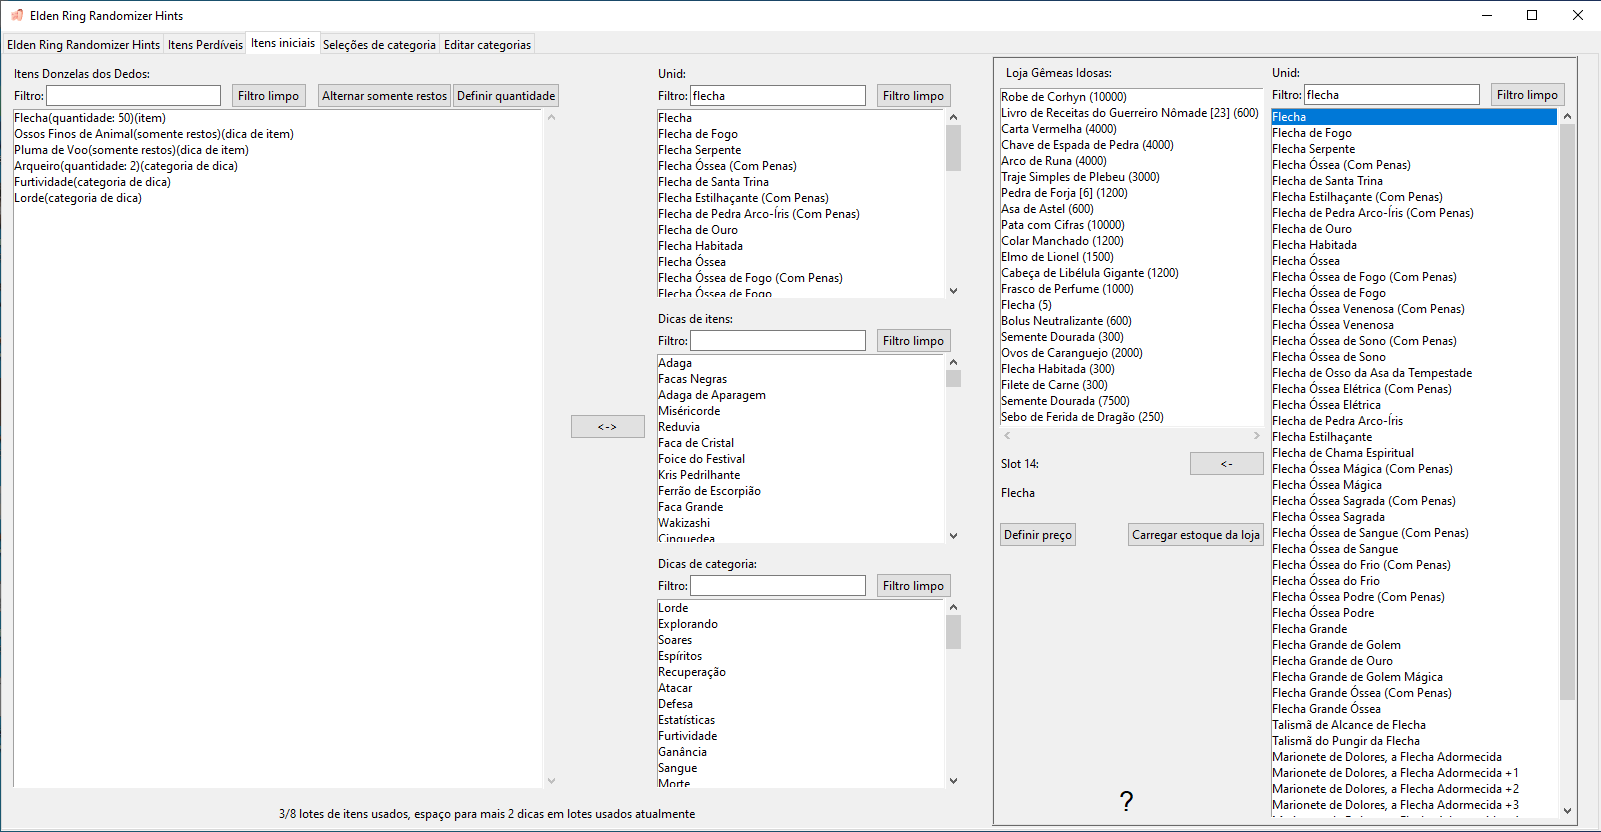 Elden Ring Randomizer Hints
Elden Ring Randomizer Hints
Itens Perdíveis
Itens iniciais
Seleções de categoria
Editar categorias
Itens Donzelas dos Dedos:
Filtro:
Filtro limpo
Alternar somente restos
Definir quantidade
Flecha(quantidade: 50)(item)
Ossos Finos de Animal(somente restos)(dica de item)
Pluma de Voo(somente restos)(dica de item)
Arqueiro(quantidade: 2)(categoria de dica)
Furtividade(categoria de dica)
Lorde(categoria de dica)
<->
Unid:
Filtro: flecha
Filtro limpo
Flecha
Flecha de Fogo
Flecha Serpente
Flecha Óssea (Com Penas)
Flecha de Santa Trina
Flecha Estilhaçante (Com Penas)
Flecha de Pedra Arco-Íris (Com Penas)
Flecha de Ouro
Flecha Habitada
Flecha Óssea
Flecha Óssea de Fogo (Com Penas)
Flecha Óssea de Fogo
Dicas de itens:
Filtro:
Filtro limpo
Adaga
Facas Negras
Adaga de Aparagem
Miséricorde
Reduvia
Faca de Cristal
Foice do Festival
Kris Pedrilhante
Ferrão de Escorpião
Faca Grande
Wakizashi
Cinquedea
Dicas de categoria:
Filtro:
Filtro limpo
Lorde
Explorando
Soares
Espíritos
Recuperação
Atacar
Defesa
Estatísticas
Furtividade
Ganância
Sangue
Morte
3/8 lotes de itens usados, espaço para mais 2 dicas em lotes usados atualmente
Loja Gêmeas Idosas:
Robe de Corhyn (10000)
Livro de Receitas do Guerreiro Nômade [23] (600)
Carta Vermelha (4000)
Chave de Espada de Pedra (4000)
Arco de Runa (4000)
Traje Simples de Plebeu (3000)
Pedra de Forja [6] (1200)
Asa de Astel (600)
Pata com Cifras (10000)
Colar Manchado (1200)
Elmo de Lionel (1500)
Cabeça de Libélula Gigante (1200)
Frasco de Perfume (1000)
Flecha (5)
Bolus Neutralizante (600)
Semente Dourada (300)
Ovos de Caranguejo (2000)
Flecha Habitada (300)
Filete de Carne (300)
Semente Dourada (7500)
Sebo de Ferida de Dragão (250)
Slot 14:
<-
Flecha
Definir preço
Carregar estoque da loja
?
Unid:
Filtro: flecha
Filtro limpo
Flecha
Flecha de Fogo
Flecha Serpente
Flecha Óssea (Com Penas)
Flecha de Santa Trina
Flecha Estilhaçante (Com Penas)
Flecha de Pedra Arco-Íris (Com Penas)
Flecha de Ouro
Flecha Habitada
Flecha Óssea
Flecha Óssea de Fogo (Com Penas)
Flecha Óssea de Fogo
Flecha Óssea Venenosa (Com Penas)
Flecha Óssea Venenosa
Flecha Óssea de Sono (Com Penas)
Flecha Óssea de Sono
Flecha de Osso da Asa da Tempestade
Flecha Óssea Elétrica (Com Penas)
Flecha Óssea Elétrica
Flecha de Pedra Arco-Íris
Flecha Estilhaçante
Flecha de Chama Espiritual
Flecha Óssea Mágica (Com Penas)
Flecha Óssea Mágica
Flecha Óssea Sagrada (Com Penas)
Flecha Óssea Sagrada
Flecha Óssea de Sangue (Com Penas)
Flecha Óssea de Sangue
Flecha Óssea do Frio (Com Penas)
Flecha Óssea do Frio
Flecha Óssea Podre (Com Penas)
Flecha Óssea Podre
Flecha Grande
Flecha Grande de Golem
Flecha Grande de Ouro
Flecha Grande de Golem Mágica
Flecha Grande Óssea (Com Penas)
Flecha Grande Óssea
Talismã de Alcance de Flecha
Talismã do Pungir da Flecha
Marionete de Dolores, a Flecha Adormecida
Marionete de Dolores, a Flecha Adormecida +1
Marionete de Dolores, a Flecha Adormecida +2
Marionete de Dolores, a Flecha Adormecida +3